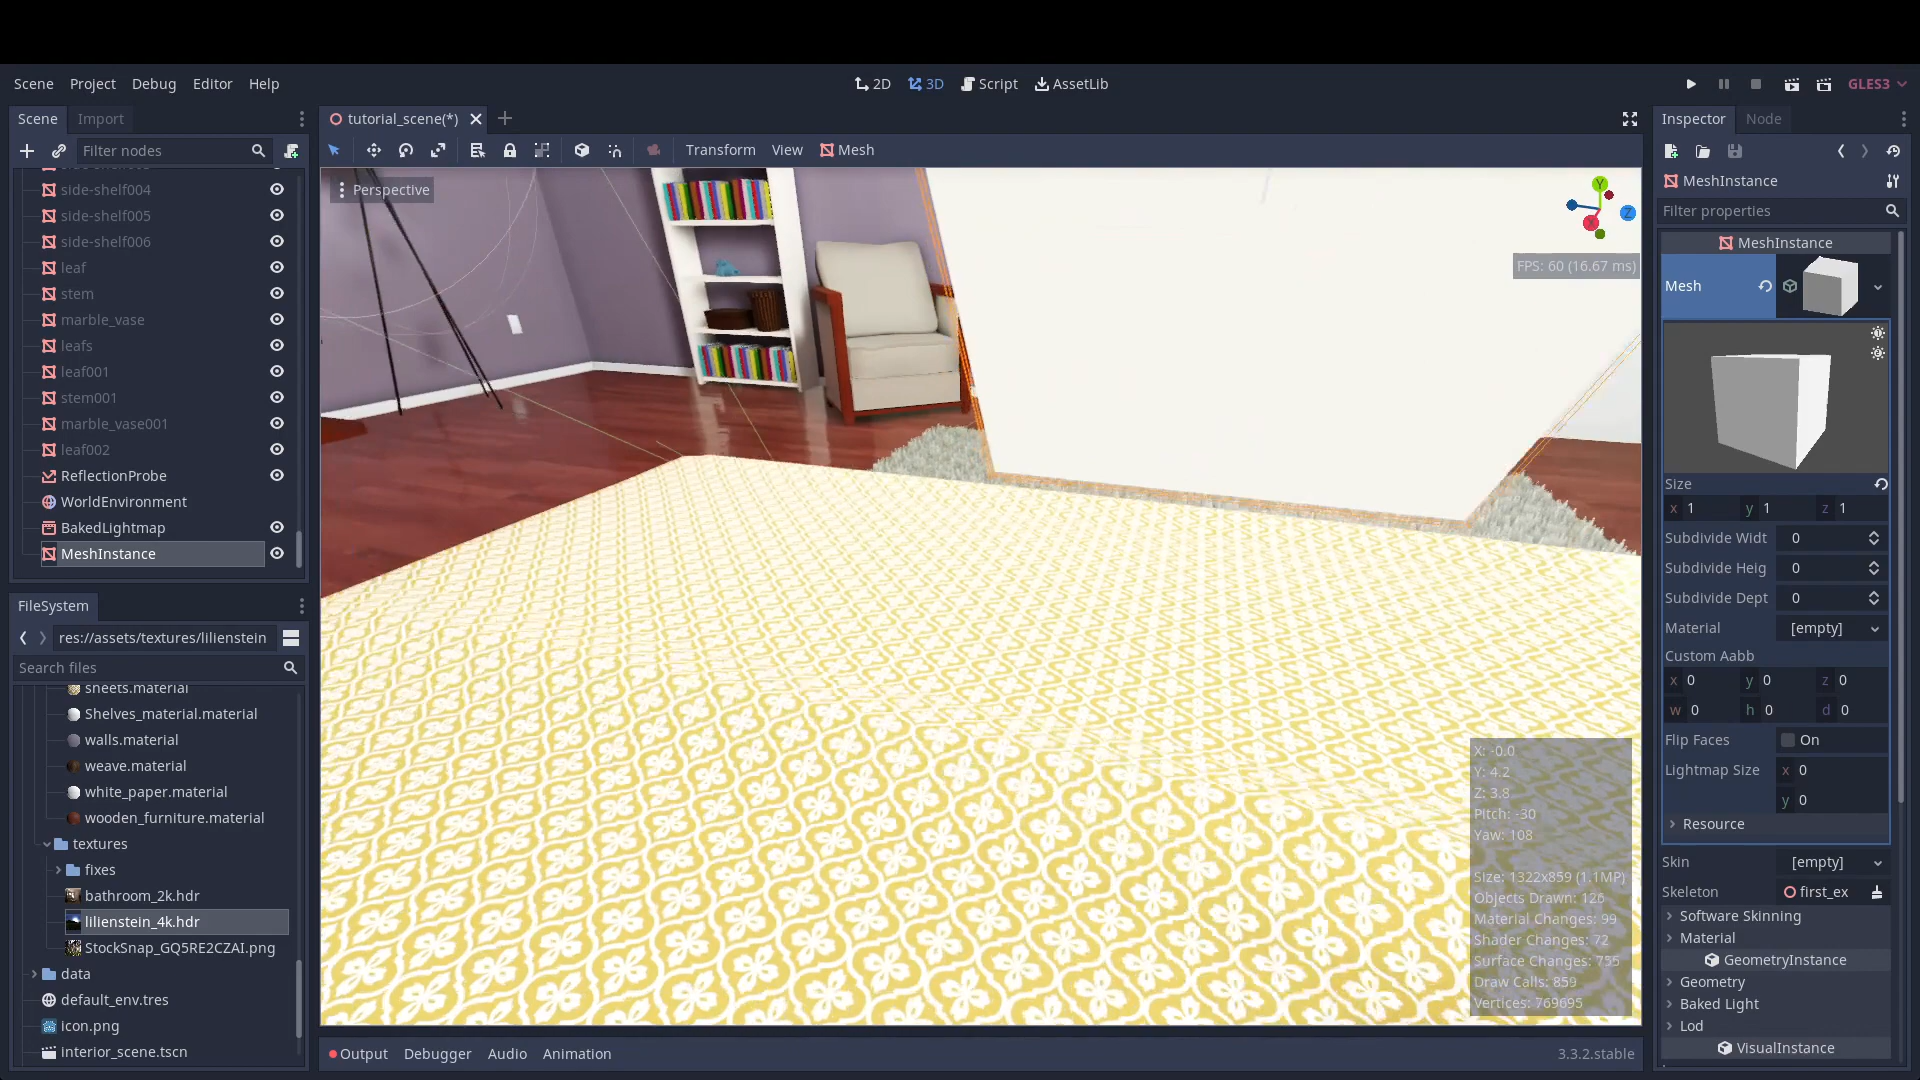 Scene Project Debug Editor Help
2D 3D Script AssetLib
GLES3
Scene Import
Filter nodes
side-shelf004
side-shelf005
side-shelf006
leaf
stem
marble_vase
leafs
leaf001
stem001
marble_vase001
leaf002
ReflectionProbe
WorldEnvironment
BakedLightmap
MeshInstance
FileSystem
res://assets/textures/lilienstein
Search files
sheets.material
Shelves_material.material
walls.material
weave.material
white_paper.material
wooden_furniture.material
textures
fixes
bathroom_2k.hdr
lilienstein_4k.hdr
StockSnap_GQ5RE2CZAI.png
data
default_env.tres
icon.png
interior_scene.tscn
tutorial_scene(*)
Transform View Mesh
Perspective
Y
Z
X
FPS: 60 (16.67 ms)
X: -0.0
Y: 4.2
Z: 3.8
Pitch: -30
Yaw: 108
Size: 1322x859 (1.1MP)
Objects Drawn: 126
Material Changes: 99
Shader Changes: 72
Surface Changes: 755
Draw Calls: 859
Vertices: 769695
Output Debugger Audio Animation
3.3.2.stable
Inspector Node
MeshInstance
Filter properties
MeshInstance
Mesh
Size
x 1 y 1 z 1
Subdivide Widt 0
Subdivide Heig 0
Subdivide Dept 0
Material [empty]
Custom Aabb
x 0 y 0 z 0
w 0 h 0 d 0
Flip Faces On
Lightmap Size x 0
y 0
Resource
Skin [empty]
Skeleton first_ex
Software Skinning
Material
GeometryInstance
Geometry
Baked Light
Lod
VisualInstance